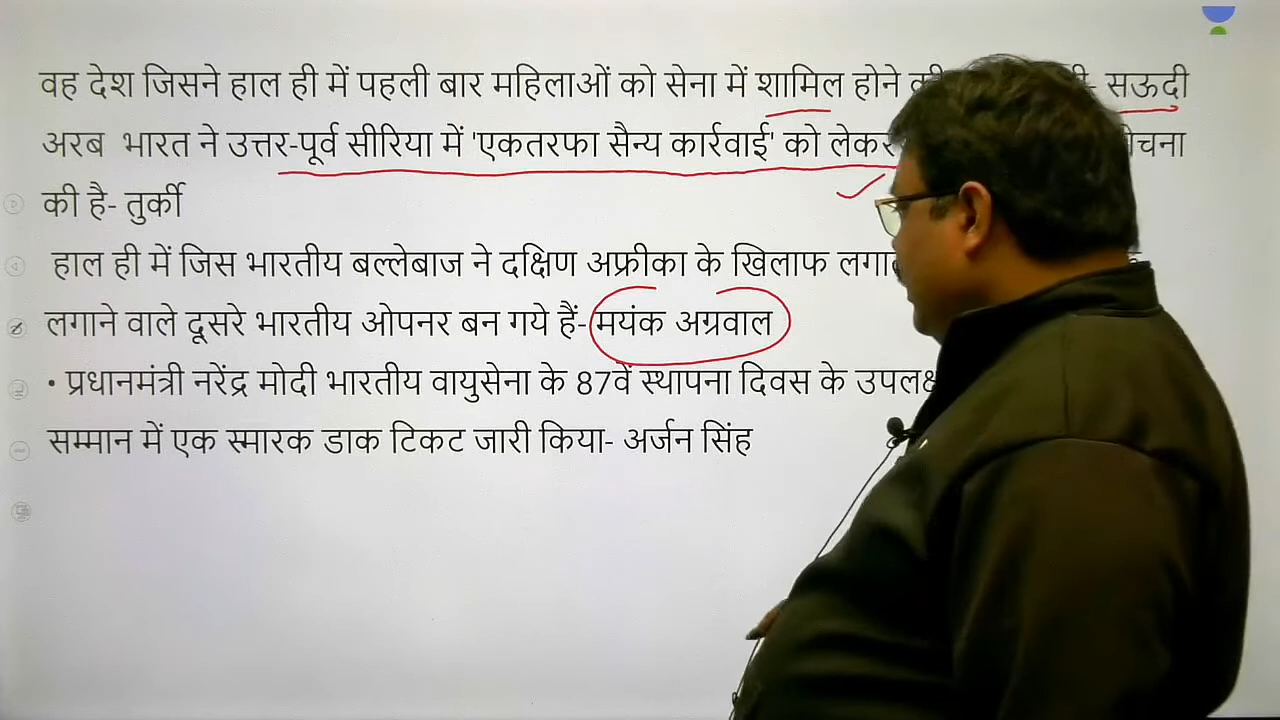 वह देश जिसने हाल ही में पहली बार महिलाओं को सेना में शामिल होने सऊदी
अरब भारत ने उत्तर-पूर्व सीरिया में 'एकतरफा सैन्य कार्रवाई' को लेकर
की है- तुर्की
हाल ही में जिस भारतीय बल्लेबाज ने दक्षिण अफ्रीका के खिलाफ
लगाने वाले दूसरे भारतीय ओपनर बन गये हैं- मयंक अग्रवाल
• प्रधानमंत्री नरेंद्र मोदी भारतीय वायुसेना के 87वें स्थापना दिवस के
सम्मान में एक स्मारक डाक टिकट जारी किया- अर्जन सिंह